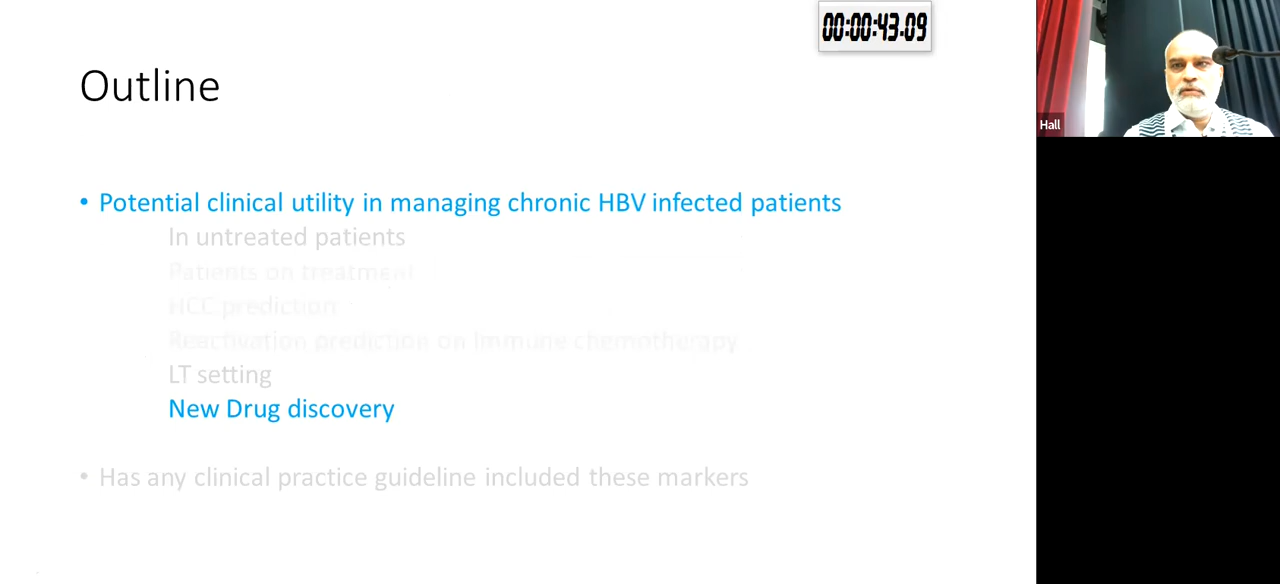 00:00:43.09
Outline
Hall
• Potential clinical utility in managing chronic HBV infected patients
In untreated patients
Patients on treatment
HCC prediction
Reactivation prediction on Immune chemotherapy
LT setting
New Drug discovery
• Has any clinical practice guideline included these markers